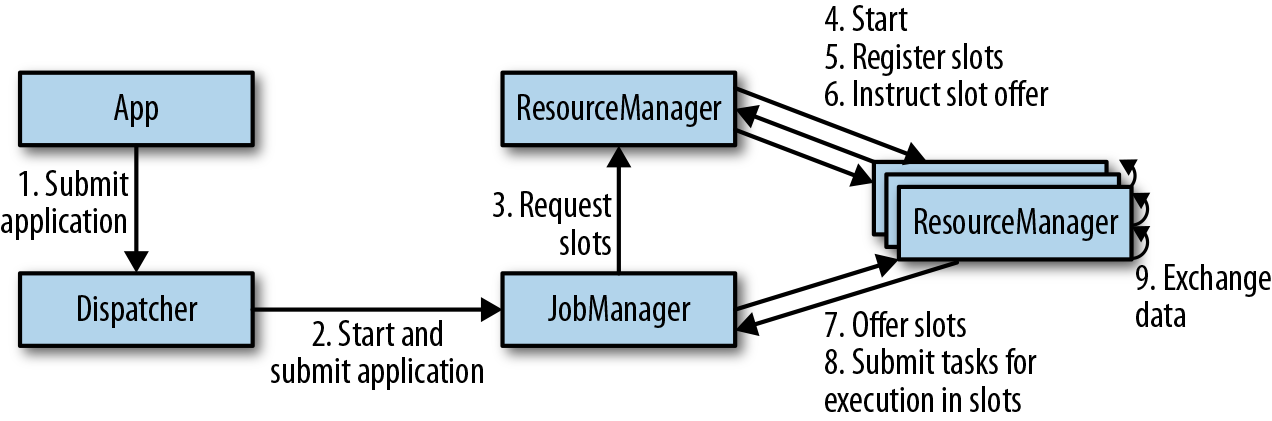 App
1. Submit
application
Dispatcher
2. Start and
submit application
ResourceManager
3. Request
slots
JobManager
4. Start
5. Register slots
6. Instruct slot offer
ResourceManager
7. Offer slots
8. Submit tasks for
execution in slots
9. Exchange
data